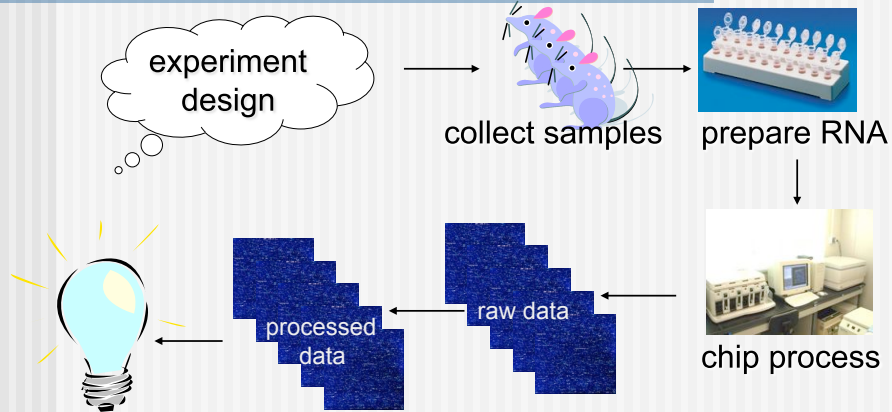 experiment
design
collect samples
prepare RNA
chip process
raw data
processed
data